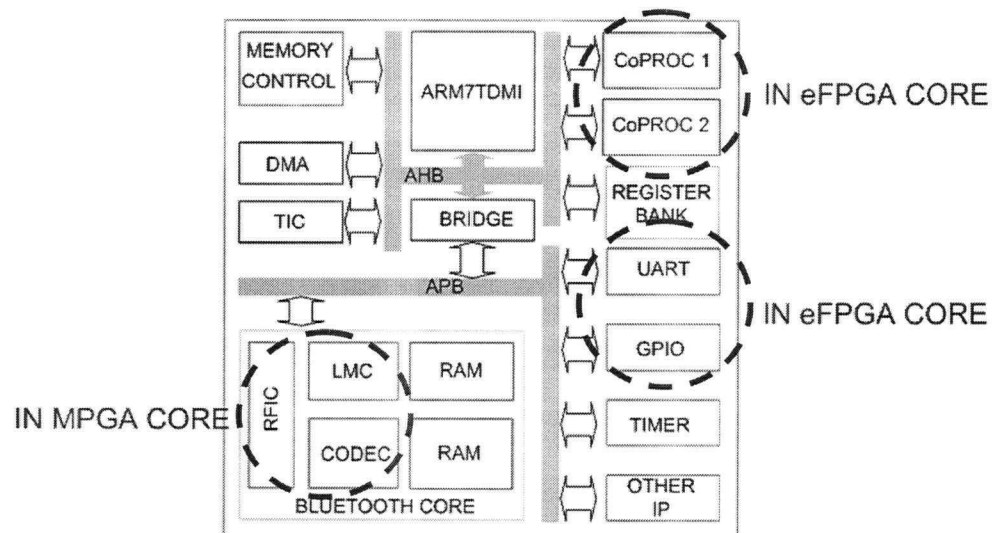 MEMORY
CONTROL
ARM7TDMI
CoPROC 1
IN eFPGA CORE
CoPROC 2
DMA
AHB
REGISTER
BANK
TIC
BRIDGE
UART
APB
IN eFPGA CORE
GPIO
LMC
RAM
RFIC
IN MPGA CORE
TIMER
CODEC
RAM
OTHER
IP
BLUETOOTH CORE